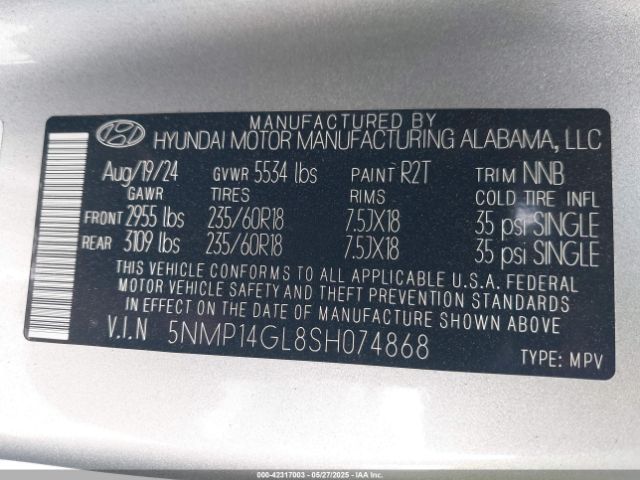 MANUFACTURED BY
HYUNDAI MOTOR MANUFACTURING ALABAMA, LLC
Aug/19/24 GVWR 5534 lbs PAINT R2T TRIM NNB
GAWR TIRES RIMS COLD TIRE INFL
FRONT 2955 lbs 235/60R18 7.5JX18 35 psi SINGLE
REAR 3109 lbs 235/60R18 7.5JX18 35 psi SINGLE
THIS VEHICLE CONFORMS TO ALL APPLICABLE U.S.A. FEDERAL
MOTOR VEHICLE SAFETY AND THEFT PREVENTION STANDARDS
IN EFFECT ON THE DATE OF MANUFACTURE SHOWN ABOVE.
V.I.N 5NMP14GL8SH074868
TYPE: MPV
000-42317003 - 05/27/2025 - IAAI.COM